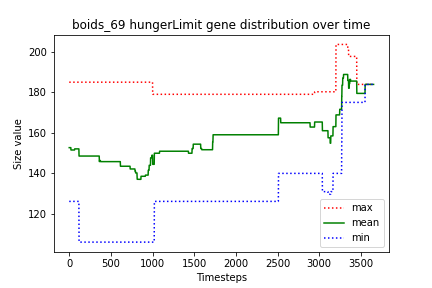 boids_69 hungerLimit gene distribution over time
Size value
200
180
160
140
120
max
mean
min
0 500 1000 1500 2000 2500 3000 3500
Timesteps